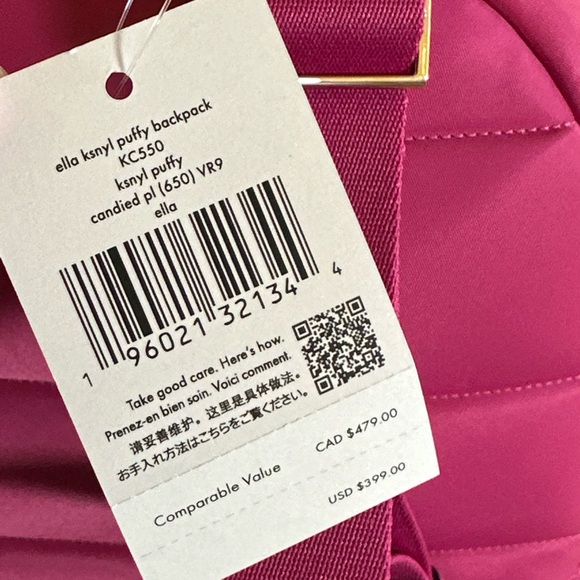 ella ksnyl puffy backpack
KC550
ksnyl puffy
candied pl (650) VR9
ella
1 96021 32134 4
Take good care. Here's how.
Prenez-en bien soin. Voici comment.
请妥善维护。这里是具体做法。
お手入れ方法はこちらをご覧ください。
Comparable Value CAD $479.00
USD $399.00